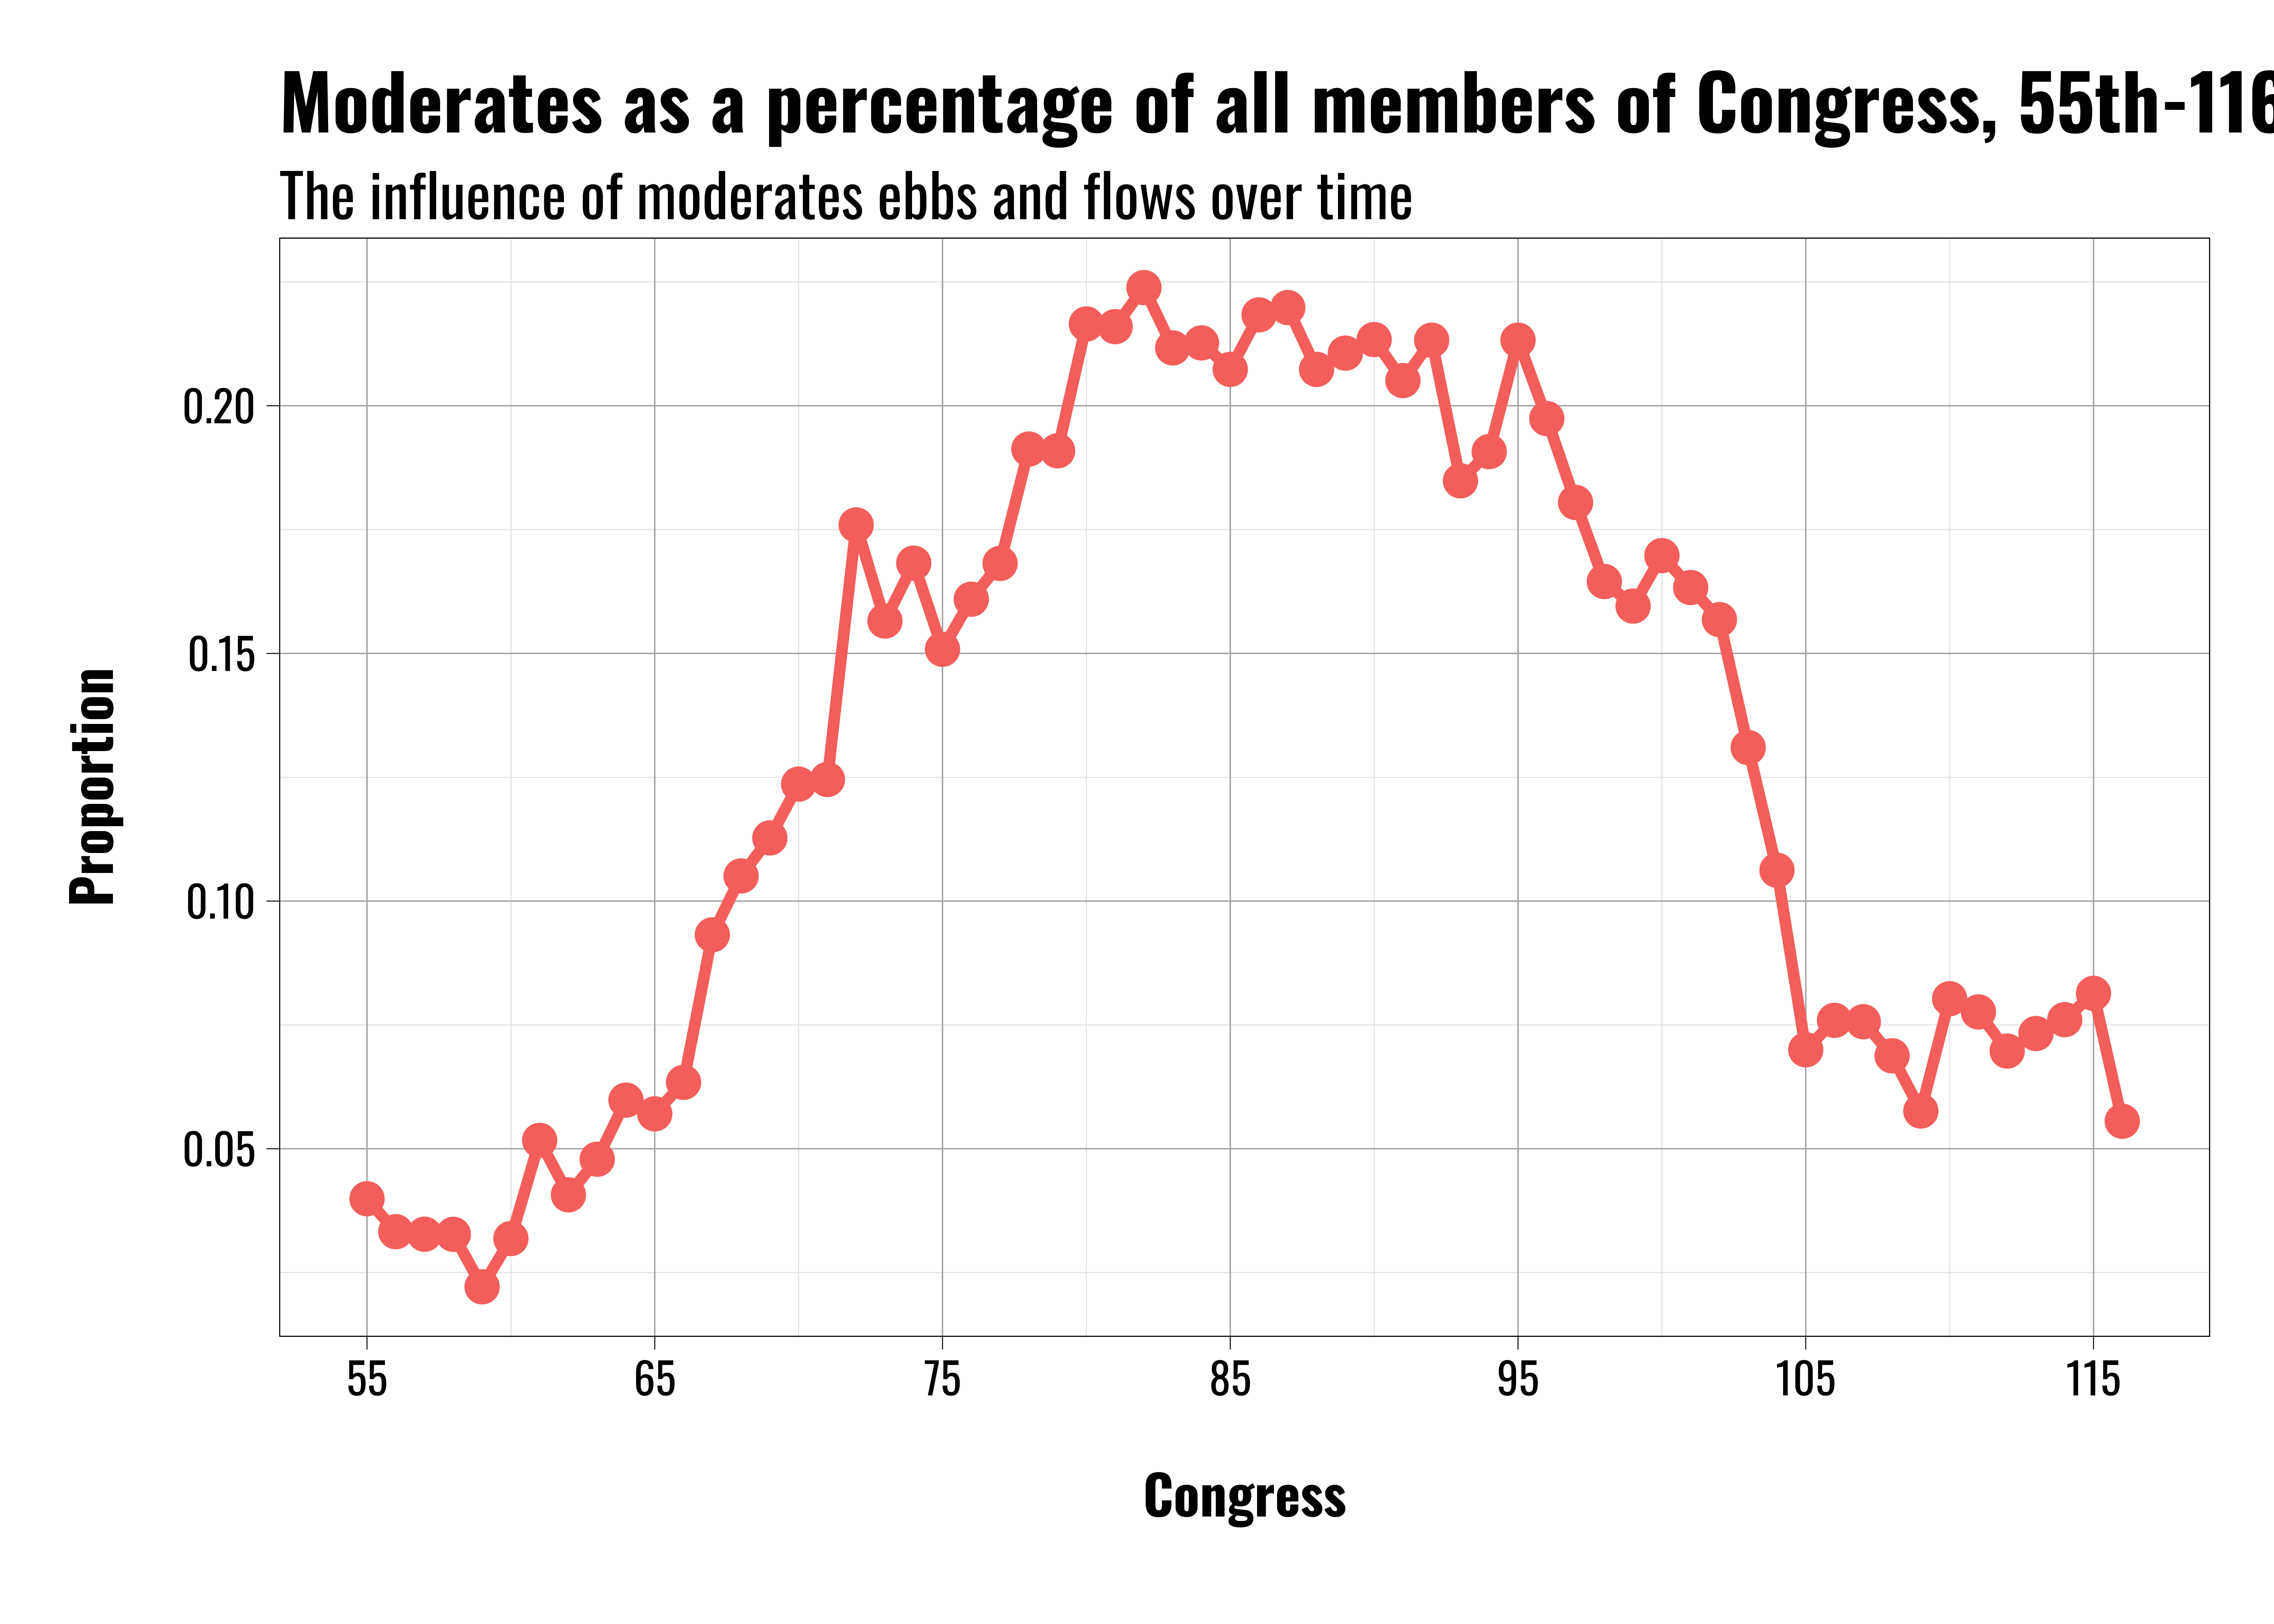 Moderates as a percentage of all members of Congress, 55th-116
The influence of moderates ebbs and flows over time
0.20
0.15
0.10
0.05
Proportion
55 65 75 85 95 105 115
Congress